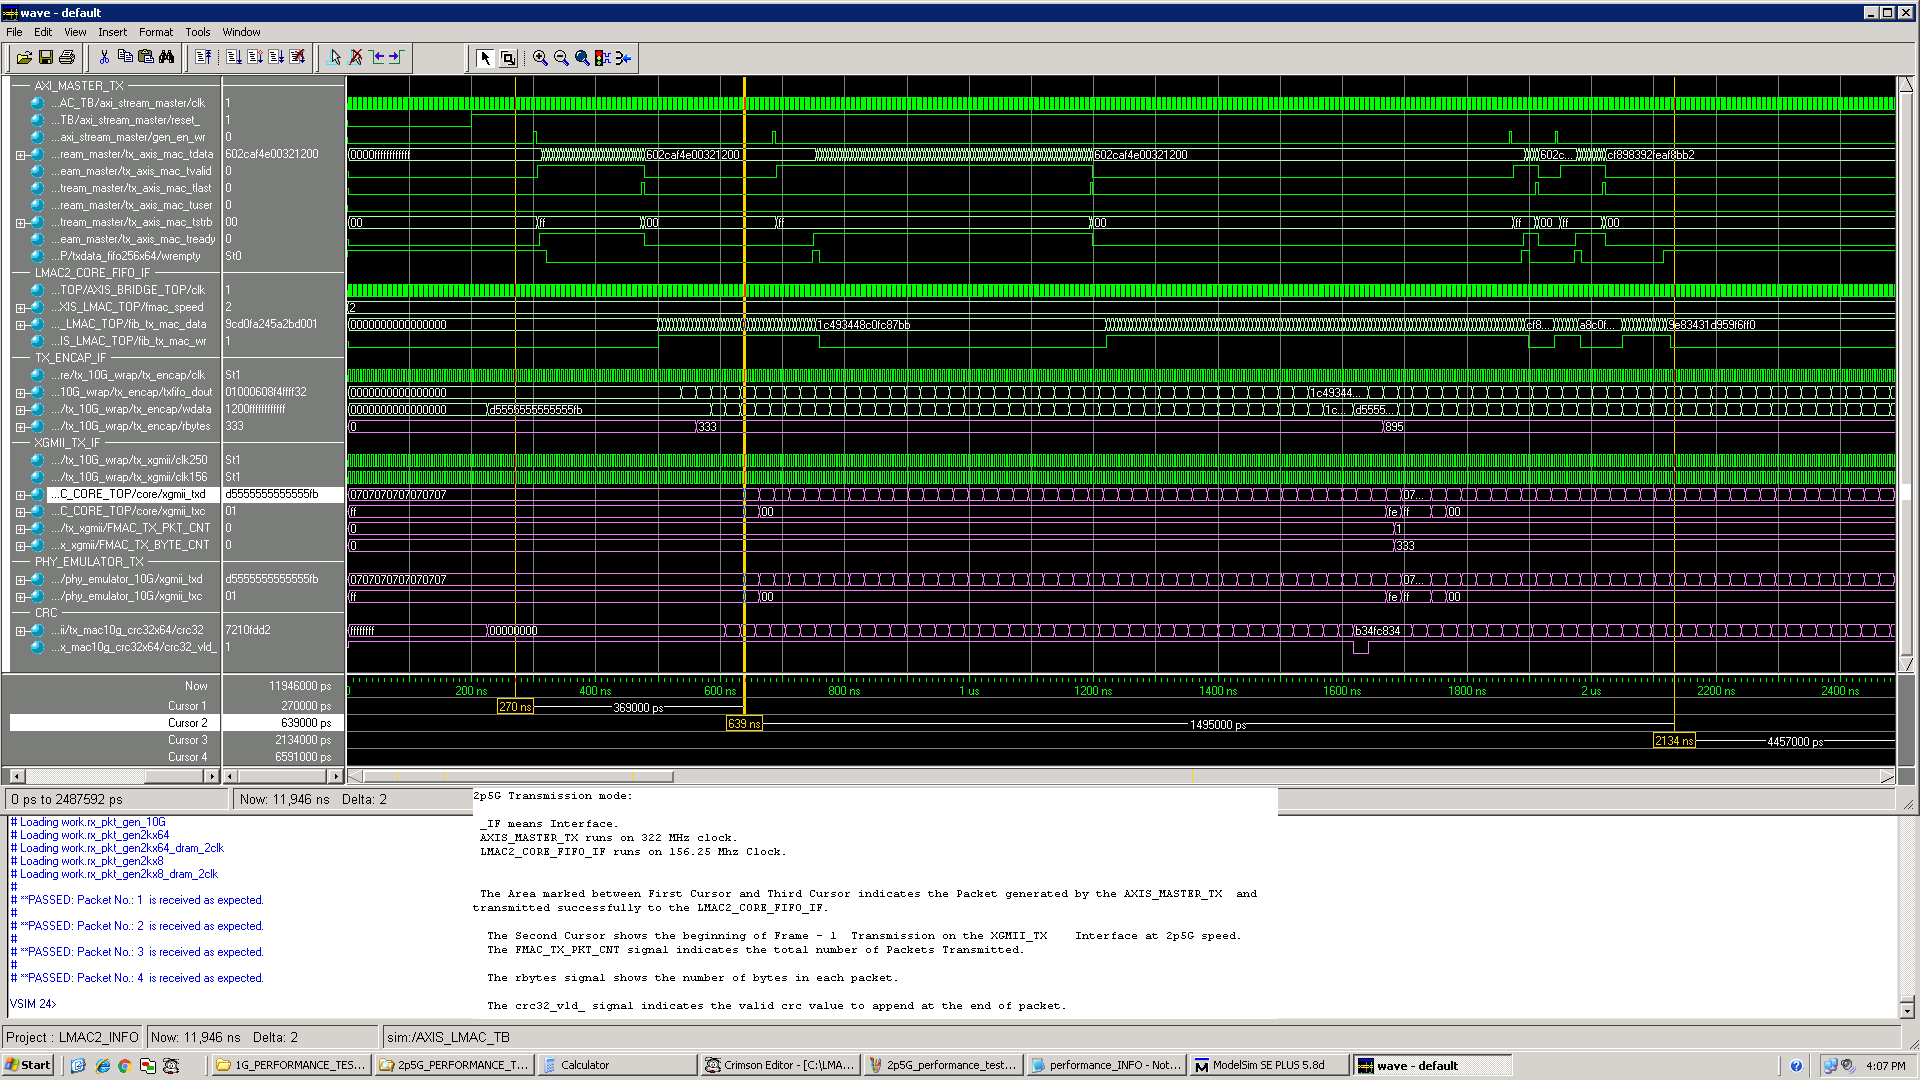 wave - default
File Edit View Insert Format Tools Window
AXI_MASTER_TX
...AC_TB/axi_stream_master/clk 1
...TB/axi_stream_master/reset_ 1
...axi_stream_master/gen_en_wr 0
...ream_master/tx_axis_mac_tdata 602caf4e00321200 0000ffffffffffff 602caf4e00321200 602caf4e00321200 602c... cf898392feaf8bb2
...eam_master/tx_axis_mac_tvalid 0
...tream_master/tx_axis_mac_tlast 0
...ream_master/tx_axis_mac_tuser 0
...tream_master/tx_axis_mac_tstrb 00 00 ff 00 ff 00 ff 00 ff 00
...eam_master/tx_axis_mac_tready 0
...P/txdata_fifo256x64/wrempty St0
LMAC2_CORE_FIFO_IF
...TOP/AXIS_BRIDGE_TOP/clk 1
...XIS_LMAC_TOP/fmac_speed 2 2
..._LMAC_TOP/fib_tx_mac_data 9cd0fa245a2bd001 0000000000000000 1c493448c0fc87bb cf8... a8c0f... 9e83431d959f6ff0
...IS_LMAC_TOP/fib_tx_mac_wr 1
TX_ENCAP_IF
...re/tx_10G_wrap/tx_encap/clk St1
...10G_wrap/tx_encap/txfifo_dout 01000608f4ffff32 0000000000000000 1c49344...
.../tx_10G_wrap/tx_encap/wdata 1200ffffffffffff 0000000000000000 d5555555555555fb 1c... d5555...
.../tx_10G_wrap/tx_encap/rbytes 333 0 333 895
XGMII_TX_IF
.../tx_10G_wrap/tx_xgmii/clk250 St1
.../tx_10G_wrap/tx_xgmii/clk156 St1
...C_CORE_TOP/core/xgmii_txd d5555555555555fb 0707070707070707 07...
...C_CORE_TOP/core/xgmii_txc 01 ff 00 fe ff 00
.../tx_xgmii/FMAC_TX_PKT_CNT 0 0 1
...x_xgmii/FMAC_TX_BYTE_CNT 0 0 333
PHY_EMULATOR_TX
.../phy_emulator_10G/xgmii_txd d5555555555555fb 0707070707070707 07...
.../phy_emulator_10G/xgmii_txc 01 ff 00 fe ff 00
CRC
...ii/tx_mac10g_crc32x64/crc32 7210fdd2 ffffffff 00000000 b34fc834
...x_mac10g_crc32x64/crc32_vld_ 1
Now 11946000 ps 200 ns 400 ns 600 ns 800 ns 1 us 1200 ns 1400 ns 1600 ns 1800 ns 2 us 2200 ns 2400 ns
Cursor 1 270000 ps 270 ns 369000 ps
Cursor 2 639000 ps 639 ns 1495000 ps
Cursor 3 2134000 ps 2134 ns 4457000 ps
Cursor 4 6591000 ps
0 ps to 2487592 ps Now: 11,946 ns Delta: 2
2p5G Transmission mode:
_IF means Interface.
AXIS_MASTER_TX runs on 322 MHz clock.
LMAC2_CORE_FIFO_IF runs on 156.25 Mhz Clock.
The Area marked between First Cursor and Third Cursor indicates the Packet generated by the AXIS_MASTER_TX and
transmitted successfully to the LMAC2_CORE_FIFO_IF.
The Second Cursor shows the beginning of Frame - 1 Transmission on the XGMII_TX Interface at 2p5G speed.
The FMAC_TX_PKT_CNT signal indicates the total number of Packets Transmitted.
The rbytes signal shows the number of bytes in each packet.
The crc32_vld_ signal indicates the valid crc value to append at the end of packet.
# Loading work.rx_pkt_gen_10G
# Loading work.rx_pkt_gen2kx64
# Loading work.rx_pkt_gen2kx64_dram_2clk
# Loading work.rx_pkt_gen2kx8
# Loading work.rx_pkt_gen2kx8_dram_2clk
#
# **PASSED: Packet No.: 1 is received as expected.
#
# **PASSED: Packet No.: 2 is received as expected.
#
# **PASSED: Packet No.: 3 is received as expected.
#
# **PASSED: Packet No.: 4 is received as expected.
VSIM 24>
Project : LMAC2_INFO Now: 11,946 ns Delta: 2 sim:/AXIS_LMAC_TB
Start 1G_PERFORMANCE_TES... 2p5G_PERFORMANCE_T... Calculator Crimson Editor - [C:\LMA... 2p5G_performance_test... performance_INFO - Not... ModelSim SE PLUS 5.8d wave - default 4:07 PM